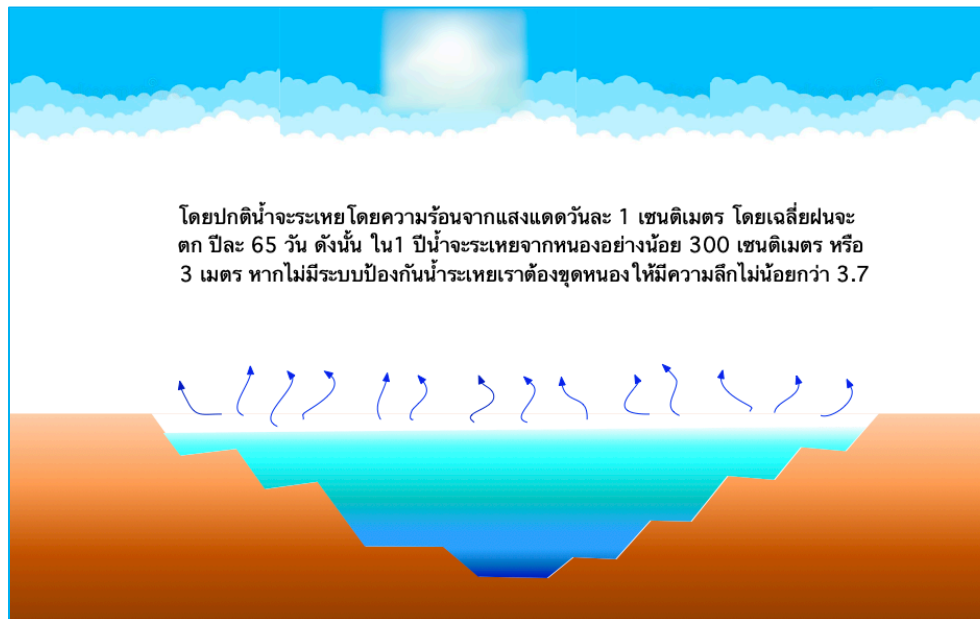 โดยปกติน้ำจะระเหยโดยความร้อนจากแสงแดดวันละ 1 เซนติเมตร โดยเฉลี่ยฝนจะ
ตก ปีละ 65 วัน ดังนั้น ใน1 ปีน้ำจะระเหยจากหนองอย่างน้อย 300 เซนติเมตร หรือ
3 เมตร หากไม่มีระบบป้องกันน้ำระเหยเราต้องขุดหนองให้มีความลึกไม่น้อยกว่า 3.7